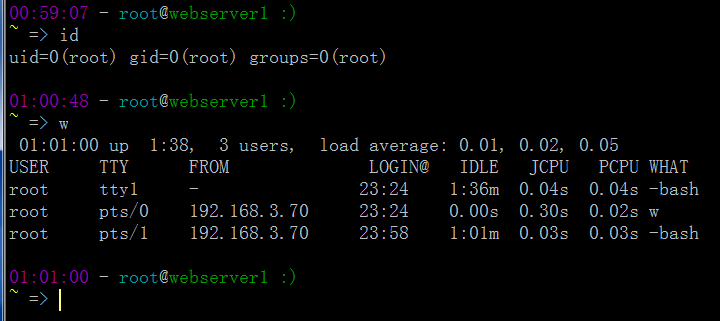 00:59:07 - root@webserver1 :)
~ => id
uid=0(root) gid=0(root) groups=0(root)
01:00:48 - root@webserver1 :)
~ => w
01:01:00 up 1:38, 3 users, load average: 0.01, 0.02, 0.05
USER TTY FROM LOGIN@ IDLE JCPU PCPU WHAT
root tty1 - 23:24 1:36m 0.04s 0.04s -bash
root pts/0 192.168.3.70 23:24 0.00s 0.30s 0.02s w
root pts/1 192.168.3.70 23:58 1:01m 0.03s 0.03s -bash
01:01:00 - root@webserver1 :)
~ =>